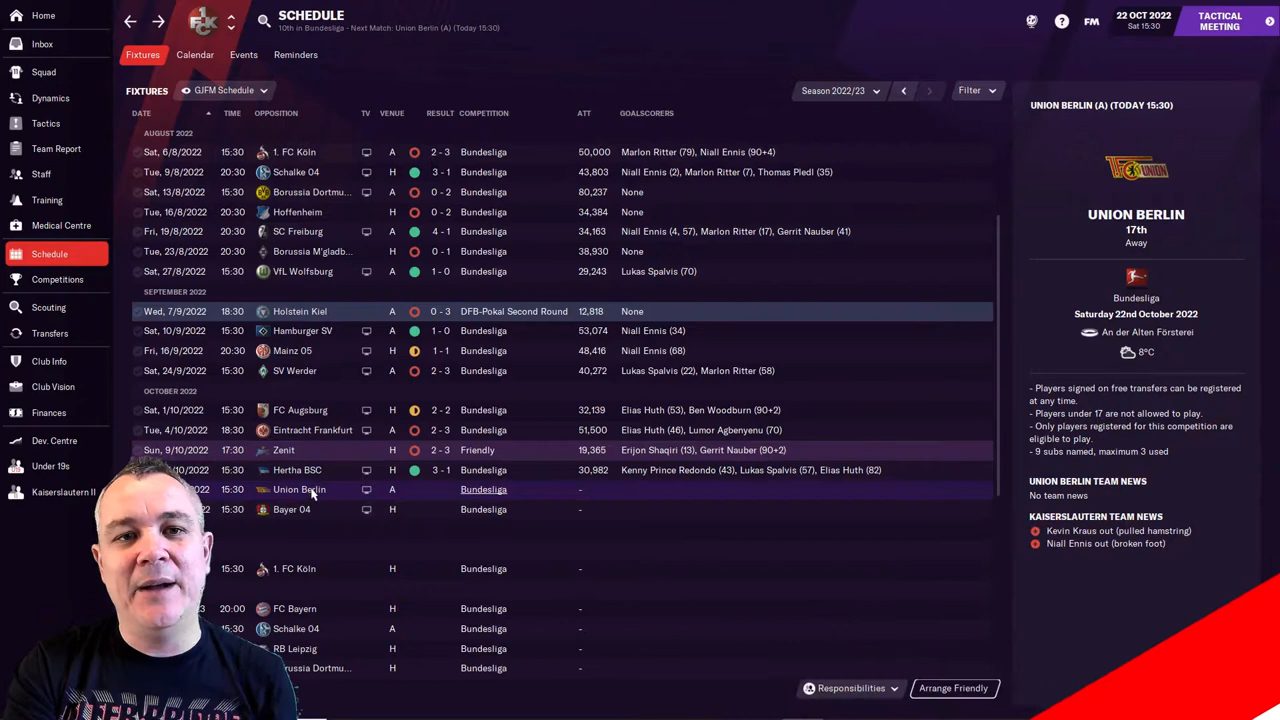 Home
Inbox
Squad
Dynamics
Tactics
Team Report
Staff
Training
Medical Centre
Schedule
Competitions
Scouting
Transfers
Club Info
Club Vision
Finances
Dev. Centre
Under 19s
Kaiserslautern II
SCHEDULE
10th in Bundesliga - Next Match: Union Berlin (A) (Today 15:30)
FM
22 OCT 2022
Sat 15:30
TACTICAL MEETING
Fixtures Calendar Events Reminders
FIXTURES GJFM Schedule Season 2022/23 Filter
DATE TIME OPPOSITION TV VENUE RESULT COMPETITION ATT GOALSCORERS
AUGUST 2022
Sat, 6/8/2022 15:30 1. FC Köln A 2 - 3 Bundesliga 50,000 Marlon Ritter (79), Niall Ennis (90+4)
Tue, 9/8/2022 20:30 Schalke 04 H 3 - 1 Bundesliga 43,803 Niall Ennis (2), Marlon Ritter (7), Thomas Pledl (35)
Sat, 13/8/2022 15:30 Borussia Dortmu... A 0 - 2 Bundesliga 80,237 None
Tue, 16/8/2022 20:30 Hoffenheim H 0 - 2 Bundesliga 34,384 None
Fri, 19/8/2022 20:30 SC Freiburg A 4 - 1 Bundesliga 34,163 Niall Ennis (4, 57), Marlon Ritter (17), Gerrit Nauber (41)
Tue, 23/8/2022 20:30 Borussia M'gladb... H 0 - 1 Bundesliga 38,930 None
Sat, 27/8/2022 15:30 VfL Wolfsburg A 1 - 0 Bundesliga 29,243 Lukas Spalvis (70)
SEPTEMBER 2022
Wed, 7/9/2022 18:30 Holstein Kiel A 0 - 3 DFB-Pokal Second Round 12,818 None
Sat, 10/9/2022 15:30 Hamburger SV A 1 - 0 Bundesliga 53,074 Niall Ennis (34)
Fri, 16/9/2022 20:30 Mainz 05 H 1 - 1 Bundesliga 48,416 Niall Ennis (68)
Sat, 24/9/2022 15:30 SV Werder A 2 - 3 Bundesliga 40,272 Lukas Spalvis (22), Marlon Ritter (58)
OCTOBER 2022
Sat, 1/10/2022 15:30 FC Augsburg H 2 - 2 Bundesliga 32,139 Elias Huth (53), Ben Woodburn (90+2)
Tue, 4/10/2022 18:30 Eintracht Frankfurt A 2 - 3 Bundesliga 51,500 Elias Huth (46), Lumor Agbenyenu (70)
Sun, 9/10/2022 17:30 Zenit H 2 - 3 Friendly 19,365 Erijon Shaqiri (13), Gerrit Nauber (90+2)
/10/2022 15:30 Hertha BSC H 3 - 1 Bundesliga 30,982 Kenny Prince Redondo (43), Lukas Spalvis (57), Elias Huth (82)
2022 15:30 Union Berlin A Bundesliga -
15:30 Bayer 04 H Bundesliga -
15:30 1. FC Köln H Bundesliga -
20:00 FC Bayern H Bundesliga -
15:30 Schalke 04 A Bundesliga -
RB Leipzig H Bundesliga -
russia Dortmu... H Bundesliga -
Responsibilities Arrange Friendly
UNION BERLIN (A) (TODAY 15:30)
UNION BERLIN
17th
Away
Bundesliga
Saturday 22nd October 2022
An der Alten Försterei
8°C
- Players signed on free transfers can be registered
at any time.
- Players under 17 are not allowed to play.
- Only players registered for this competition are
eligible to play.
- 9 subs named, maximum 3 used
UNION BERLIN TEAM NEWS
No team news
KAISERSLAUTERN TEAM NEWS
Kevin Kraus out (pulled hamstring)
Niall Ennis out (broken foot)